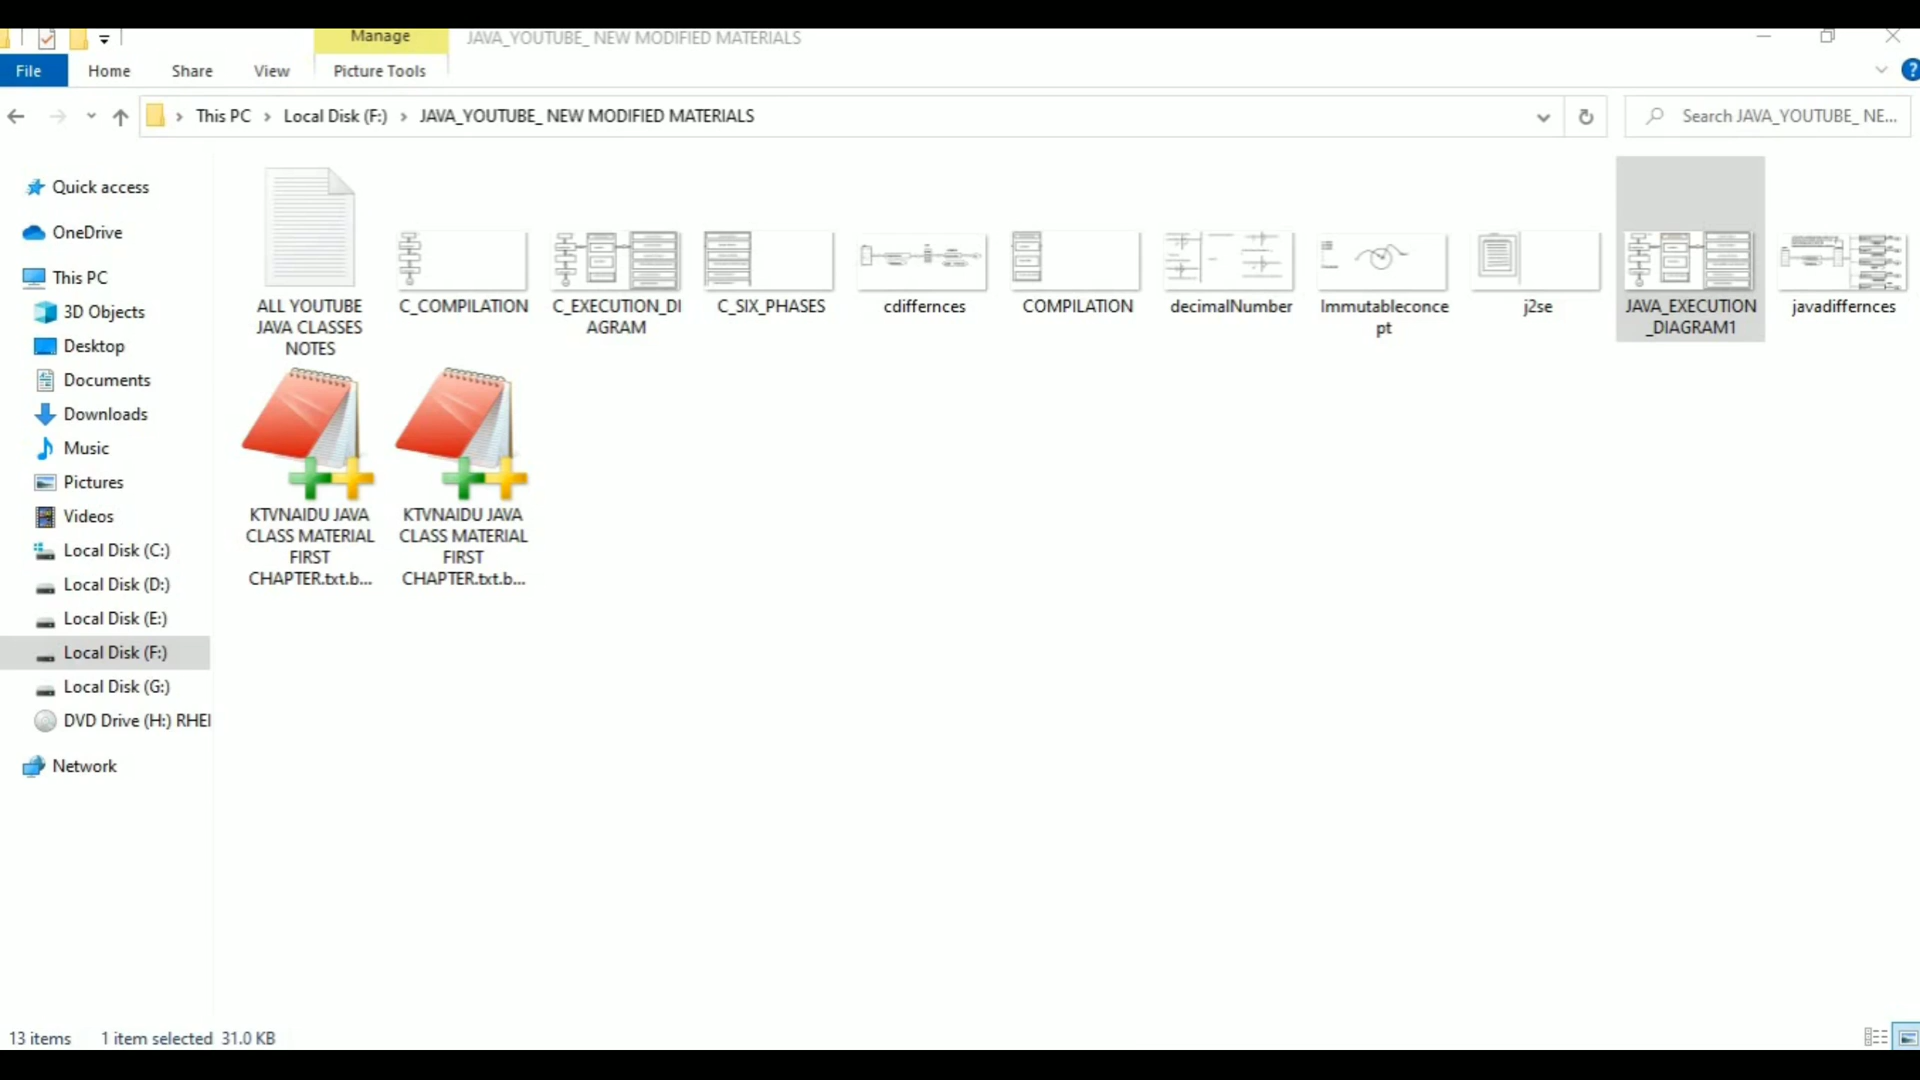 Manage
JAVA_YOUTUBE_ NEW MODIFIED MATERIALS
File
Home
Share
View
Picture Tools
?
This PC
Local Disk (F:)
JAVA_YOUTUBE_ NEW MODIFIED MATERIALS
Search JAVA_YOUTUBE_ NE...
Quick access
OneDrive
This PC
3D Objects
Desktop
Documents
Downloads
Music
Pictures
Videos
Local Disk (C:)
Local Disk (D:)
Local Disk (E:)
Local Disk (F:)
Local Disk (G:)
DVD Drive (H:) RHEI
Network
ALL YOUTUBE
JAVA CLASSES
NOTES
C_COMPILATION
C_EXECUTION_DI
AGRAM
C_SIX_PHASES
cdiffernces
COMPILATION
decimalNumber
Immutableconce
pt
j2se
JAVA_EXECUTION
_DIAGRAM1
javadiffernces
KTVNAIDU JAVA
CLASS MATERIAL
FIRST
CHAPTER.txt.b...
KTVNAIDU JAVA
CLASS MATERIAL
FIRST
CHAPTER.txt.b...
13 items
1 item selected 31.0 KB